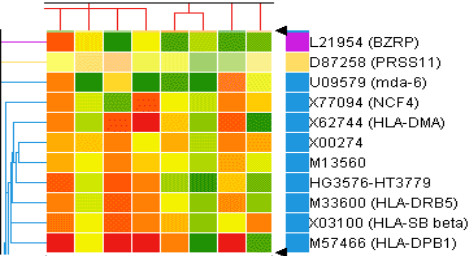 L21954 (BZRP)
D87258 (PRSS11)
U09579 (mda-6)
X77094 (NCF4)
X62744 (HLA-DMA)
X00274
M13560
HG3576-HT3779
M33600 (HLA-DRB5)
X03100 (HLA-SB beta)
M57466 (HLA-DPB1)